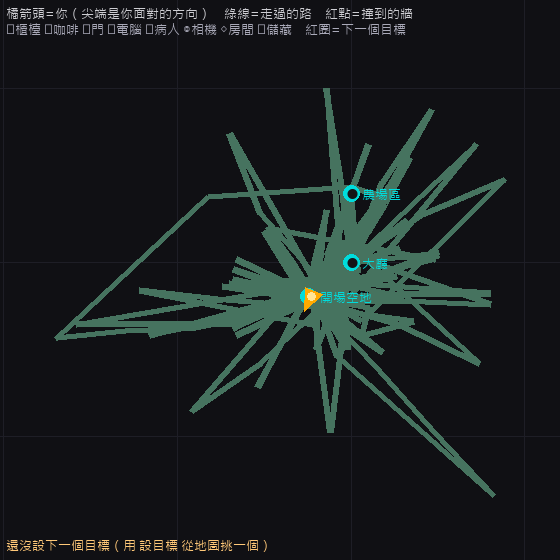 橘箭頭=你(尖端是你面對的方向) 綠線=走過的路 紅點=撞到的牆
櫃檯 咖啡 門 電腦 病人 相機 ◇房間 儲藏 紅圈=下一個目標
農場區
大廳
開場空地
還沒設下一個目標(用 設目標 從地圖挑一個)